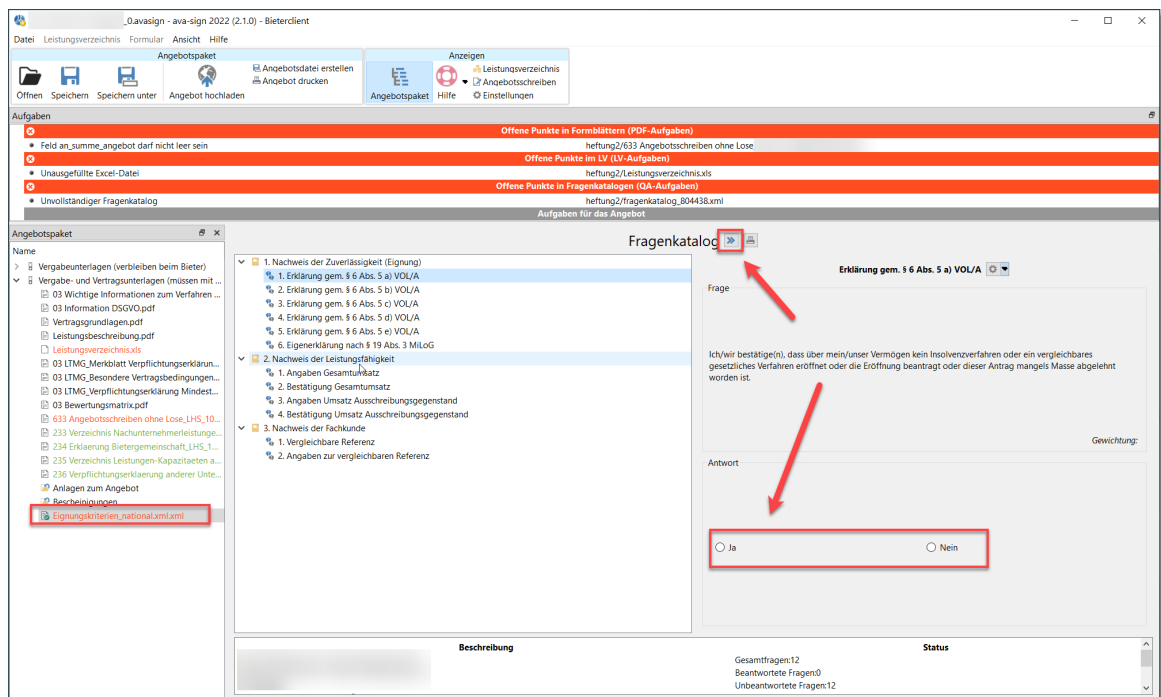 _0.avasign - ava-sign 2022 (2.1.0) - Bieterclient
Datei Leistungsverzeichnis Formular Ansicht Hilfe
Angebotspaket
Anzeigen
Öffnen
Speichern
Speichern unter
Angebot hochladen
Angebotsdatei erstellen
Angebot drucken
Angebotspaket
Hilfe
Leistungsverzeichnis
Angebotsschreiben
Einstellungen
Aufgaben
Offene Punkte in Formblättern (PDF-Aufgaben)
Feld an_summe_angebot darf nicht leer sein heftung2/633 Angebotsschreiben ohne Lose
Offene Punkte im LV (LV-Aufgaben)
Unausgefüllte Excel-Datei heftung2/Leistungsverzeichnis.xls
Offene Punkte in Fragenkatalogen (QA-Aufgaben)
Unvollständiger Fragenkatalog heftung2/fragenkatalog_804438.xml
Aufgaben für das Angebot
Angebotspaket
Name
Vergabeunterlagen (verbleiben beim Bieter)
Vergabe- und Vertragsunterlagen (müssen mit ...
03 Wichtige Informationen zum Verfahren ...
03 Information DSGVO.pdf
Vertragsgrundlagen.pdf
Leistungsbeschreibung.pdf
Leistungsverzeichnis.xls
03 LTMG_Merkblatt Verpflichtungserklärun...
03 LTMG_Besondere Vertragsbedingungen...
03 LTMG_Verpflichtungserklärung Mindest...
03 Bewertungsmatrix.pdf
633 Angebotsschreiben ohne Lose_LHS_10...
233 Verzeichnis Nachunternehmerleistunge...
234 Erklaerung Bietergemeinschaft_LHS_1...
235 Verzeichnis Leistungen-Kapazitaeten a...
236 Verpflichtungserklaerung anderer Unte...
Anlagen zum Angebot
Bescheinigungen
Eignungskriterien_national.xml.xml
Fragenkatalog
1. Nachweis der Zuverlässigkeit (Eignung)
1. Erklärung gem. § 6 Abs. 5 a) VOL/A
2. Erklärung gem. § 6 Abs. 5 b) VOL/A
3. Erklärung gem. § 6 Abs. 5 c) VOL/A
4. Erklärung gem. § 6 Abs. 5 d) VOL/A
5. Erklärung gem. § 6 Abs. 5 e) VOL/A
6. Eigenerklärung nach § 19 Abs. 3 MiLoG
2. Nachweis der Leistungsfähigkeit
1. Angaben Gesamtumsatz
2. Bestätigung Gesamtumsatz
3. Angaben Umsatz Ausschreibungsgegenstand
4. Bestätigung Umsatz Ausschreibungsgegenstand
3. Nachweis der Fachkunde
1. Vergleichbare Referenz
2. Angaben zur vergleichbaren Referenz
Erklärung gem. § 6 Abs. 5 a) VOL/A
Frage
Ich/wir bestätige(n), dass über mein/unser Vermögen kein Insolvenzverfahren oder ein vergleichbares
gesetzliches Verfahren eröffnet oder die Eröffnung beantragt oder dieser Antrag mangels Masse abgelehnt
worden ist.
Gewichtung:
Antwort
Ja
Nein
Beschreibung
Status
Gesamtfragen:12
Beantwortete Fragen:0
Unbeantwortete Fragen:12